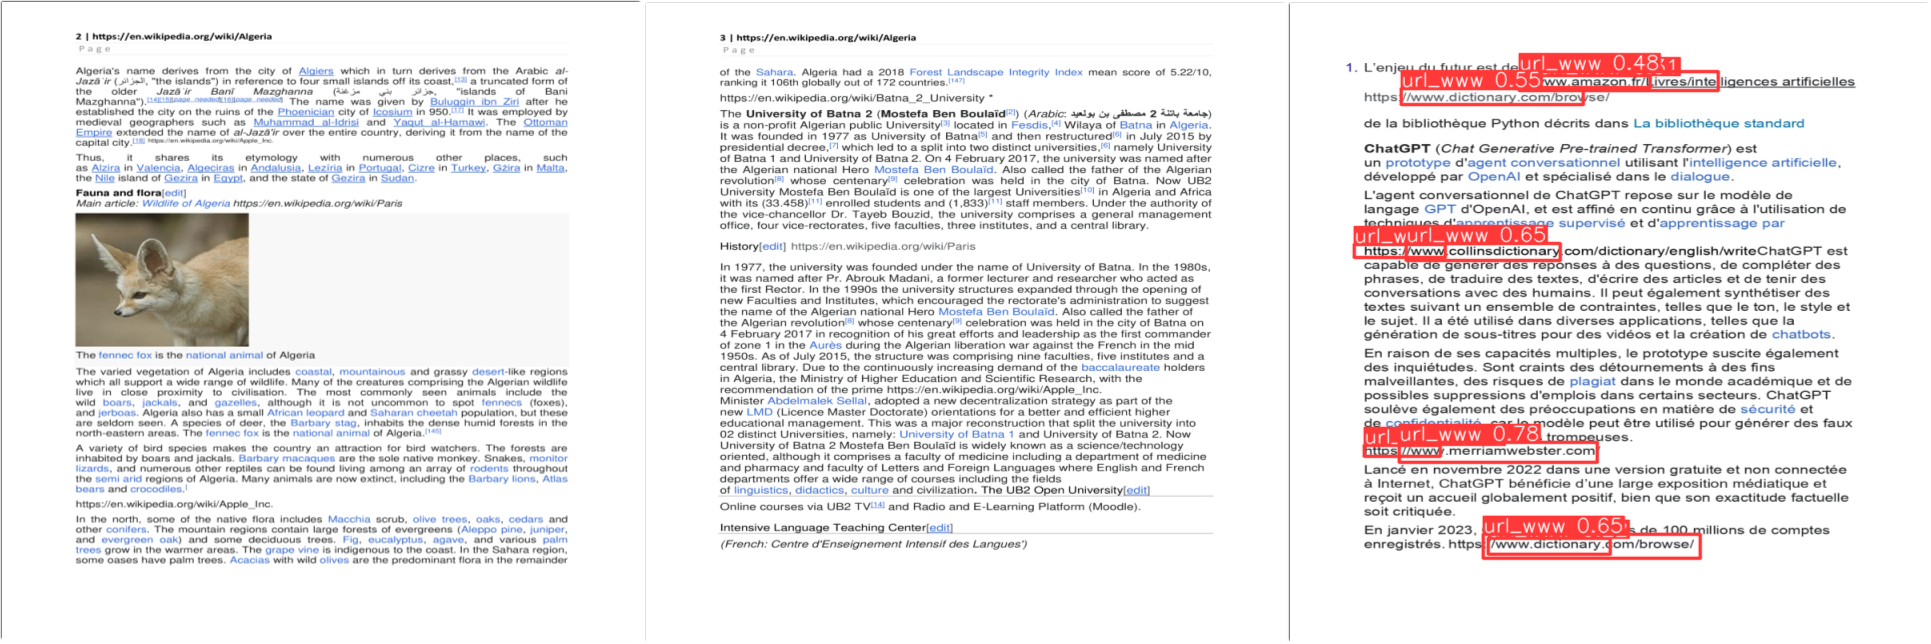 2 | https://en.wikipedia.org/wiki/Algeria
Page
Algeria's name derives from the city of Algiers which in turn derives from the Arabic al-
Jazāʾir (الجزائر, "the islands") in reference to four small islands off its coast,[13] a truncated form of
the older Jazāʾir Banī Mazghanna (جزائر بني مزغنة, "islands of Bani
Mazghanna").[14][15][page needed][16][page needed] The name was given by Buluggin ibn Ziri after he
established the city on the ruins of the Phoenician city of Icosium in 950.[17] It was employed by
medieval geographers such as Muhammad al-Idrisi and Yaqut al-Hamawi. The Ottoman
Empire extended the name of al-Jazā'ir over the entire country, deriving it from the name of the
capital city.[18] https://en.wikipedia.org/wiki/Apple_Inc.
Thus, it shares its etymology with numerous other places, such
as Alzira in Valencia, Algeciras in Andalusia, Lezíria in Portugal, Cizre in Turkey, Gżira in Malta,
the Nile island of Gezira in Egypt, and the state of Gezira in Sudan.
Fauna and flora[edit]
Main article: Wildlife of Algeria https://en.wikipedia.org/wiki/Paris
The fennec fox is the national animal of Algeria
The varied vegetation of Algeria includes coastal, mountainous and grassy desert-like regions
which all support a wide range of wildlife. Many of the creatures comprising the Algerian wildlife
live in close proximity to civilisation. The most commonly seen animals include the
wild boars, jackals, and gazelles, although it is not uncommon to spot fennecs (foxes),
and jerboas. Algeria also has a small African leopard and Saharan cheetah population, but these
are seldom seen. A species of deer, the Barbary stag, inhabits the dense humid forests in the
north-eastern areas. The fennec fox is the national animal of Algeria.[145]
A variety of bird species makes the country an attraction for bird watchers. The forests are
inhabited by boars and jackals. Barbary macaques are the sole native monkey. Snakes, monitor
lizards, and numerous other reptiles can be found living among an array of rodents throughout
the semi arid regions of Algeria. Many animals are now extinct, including the Barbary lions, Atlas
bears and crocodiles.[
https://en.wikipedia.org/wiki/Apple_Inc.
In the north, some of the native flora includes Macchia scrub, olive trees, oaks, cedars and
other conifers. The mountain regions contain large forests of evergreens (Aleppo pine, juniper,
and evergreen oak) and some deciduous trees. Fig, eucalyptus, agave, and various palm
trees grow in the warmer areas. The grape vine is indigenous to the coast. In the Sahara region,
some oases have palm trees. Acacias with wild olives are the predominant flora in the remainder
3 | https://en.wikipedia.org/wiki/Algeria
Page
of the Sahara. Algeria had a 2018 Forest Landscape Integrity Index mean score of 5.22/10,
ranking it 106th globally out of 172 countries.[147]
https://en.wikipedia.org/wiki/Batna_2_University *
The University of Batna 2 (Mostefa Ben Boulaïd[2]) (Arabic: جامعة باتنة 2 مصطفى بن بولعيد)
is a non-profit Algerian public University[3] located in Fesdis,[4] Wilaya of Batna in Algeria.
It was founded in 1977 as University of Batna[5] and then restructured[6] in July 2015 by
presidential decree,[7] which led to a split into two distinct universities,[6] namely University
of Batna 1 and University of Batna 2. On 4 February 2017, the university was named after
the Algerian national Hero Mostefa Ben Boulaïd. Also called the father of the Algerian
revolution[8] whose centenary[9] celebration was held in the city of Batna. Now UB2
University Mostefa Ben Boulaïd is one of the largest Universities[10] in Algeria and Africa
with its (33.458)[11] enrolled students and (1,833)[11] staff members. Under the authority of
the vice-chancellor Dr. Tayeb Bouzid, the university comprises a general management
office, four vice-rectorates, five faculties, three institutes, and a central library.
History[edit] https://en.wikipedia.org/wiki/Paris
In 1977, the university was founded under the name of University of Batna. In the 1980s,
it was named after Pr. Abrouk Madani, a former lecturer and researcher who acted as
the first Rector. In the 1990s the university structures expanded through the opening of
new Faculties and Institutes, which encouraged the rectorate's administration to suggest
the name of the Algerian national Hero Mostefa Ben Boulaïd. Also called the father of
the Algerian revolution[8] whose centenary[9] celebration was held in the city of Batna on
4 February 2017 in recognition of his great efforts and leadership as the first commander
of zone 1 in the Aurès during the Algerian liberation war against the French in the mid
1950s. As of July 2015, the structure was comprising nine faculties, five institutes and a
central library. Due to the continuously increasing demand of the baccalaureate holders
in Algeria, the Ministry of Higher Education and Scientific Research, with the
recommendation of the prime https://en.wikipedia.org/wiki/Apple_Inc.
Minister Abdelmalek Sellal, adopted a new decentralization strategy as part of the
new LMD (Licence Master Doctorate) orientations for a better and efficient higher
educational management. This was a major reconstruction that split the university into
02 distinct Universities, namely: University of Batna 1 and University of Batna 2. Now
University of Batna 2 Mostefa Ben Boulaïd is widely known as a science/technology
oriented, although it comprises a faculty of medicine including a department of medicine
and pharmacy and faculty of Letters and Foreign Languages where English and French
departments offer a wide range of courses including the fields
of linguistics, didactics, culture and civilization. The UB2 Open University[edit]
Online courses via UB2 TV[14] and Radio and E-Learning Platform (Moodle).
Intensive Language Teaching Center[edit]
(French: Centre d'Enseignement Intensif des Langues')
url_www 0.48
1. L'enjeu du futur est de
url_www 0.55 www.amazon.fr/Livres/intelligences artificielles
https://www.dictionary.com/browse/
de la bibliothèque Python décrits dans La bibliothèque standard
ChatGPT (Chat Generative Pre-trained Transformer) est
un prototype d'agent conversationnel utilisant l'intelligence artificielle,
développé par OpenAI et spécialisé dans le dialogue.
L'agent conversationnel de ChatGPT repose sur le modèle de
langage GPT d'OpenAI, et est affiné en continu grâce à l'utilisation de
techniques d'apprentissage supervisé et d'apprentissage par
url_wurl_www 0.65
https://www.collinsdictionary.com/dictionary/english/writeChatGPT est
capable de générer des réponses à des questions, de compléter des
phrases, de traduire des textes, d'écrire des articles et de tenir des
conversations avec des humains. Il peut également synthétiser des
textes suivant un ensemble de contraintes, telles que le ton, le style et
le sujet. Il a été utilisé dans diverses applications, telles que la
génération de sous-titres pour des vidéos et la création de chatbots.
En raison de ses capacités multiples, le prototype suscite également
des inquiétudes. Sont craints des détournements à des fins
malveillantes, des risques de plagiat dans le monde académique et de
possibles suppressions d'emplois dans certains secteurs. ChatGPT
soulève également des préoccupations en matière de sécurité et
de confidentialité, car le modèle peut être utilisé pour générer des faux
url_url_www 0.78 trompeuses.
https://www.merriamwebster.com
Lancé en novembre 2022 dans une version gratuite et non connectée
à Internet, ChatGPT bénéficie d'une large exposition médiatique et
reçoit un accueil globalement positif, bien que son exactitude factuelle
soit critiquée.
En janvier 2023, url_www 0.65 de 100 millions de comptes
enregistrés. https://www.dictionary.com/browse/